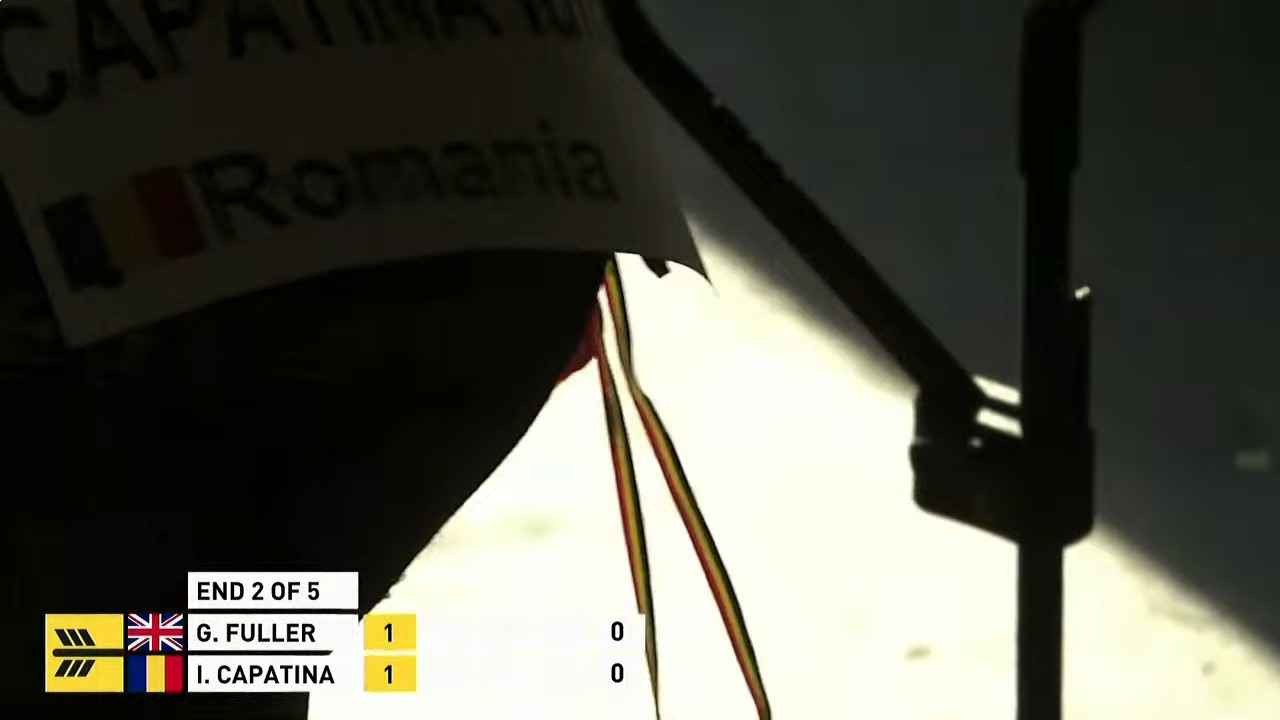 CAPATINA
Romania
END 2 OF 5
G. FULLER 1 0
I. CAPATINA 1 0